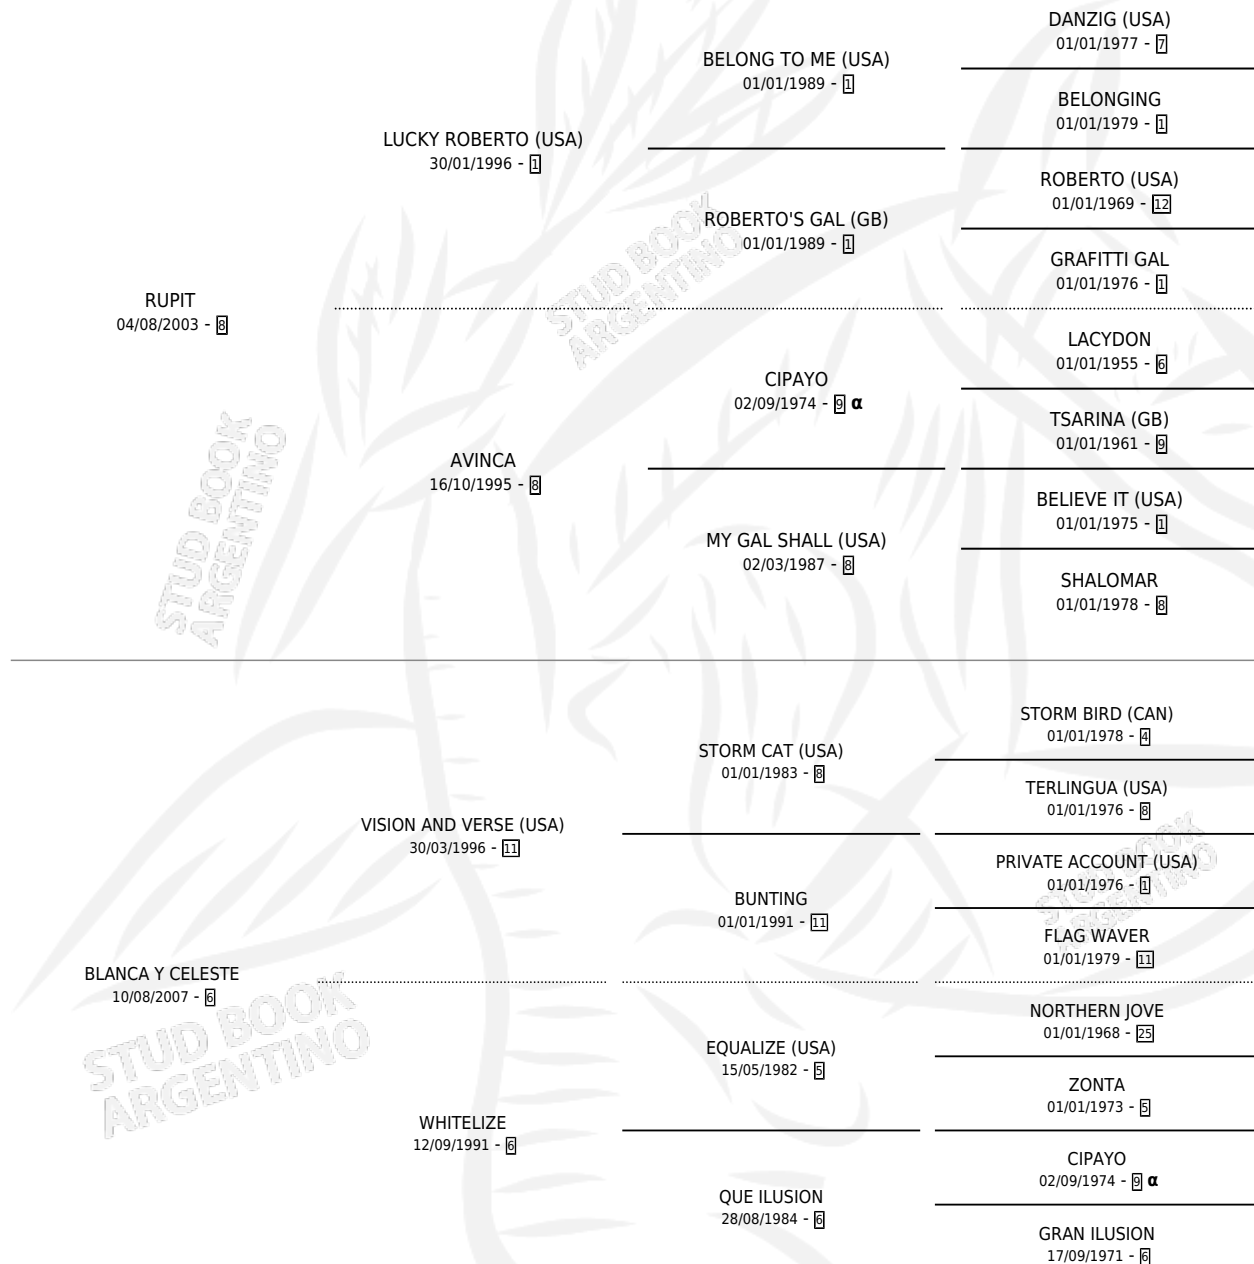 DANZIG (USA)
01/01/1977 - 7
BELONG TO ME (USA)
01/01/1989 - 1
BELONGING
01/01/1979 - 1
LUCKY ROBERTO (USA)
30/01/1996 - 1
ROBERTO (USA)
01/01/1969 - 12
ROBERTO'S GAL (GB)
01/01/1989 - 1
GRAFITTI GAL
01/01/1976 - 1
RUPIT
04/08/2003 - 8
STUD BOOK
ARGENTINO
LACYDON
01/01/1955 - 6
CIPAYO
02/09/1974 - 9 α
TSARINA (GB)
01/01/1961 - 9
AVINCA
16/10/1995 - 8
BELIEVE IT (USA)
01/01/1975 - 1
MY GAL SHALL (USA)
02/03/1987 - 8
SHALOMAR
01/01/1978 - 8
STUD BOOK
ARGENTINO
STORM BIRD (CAN)
01/01/1978 - 4
STORM CAT (USA)
01/01/1983 - 8
TERLINGUA (USA)
01/01/1976 - 8
VISION AND VERSE (USA)
30/03/1996 - 11
PRIVATE ACCOUNT (USA)
01/01/1976 - 1
STUD BOOK
ARGENTINO
BUNTING
01/01/1991 - 11
FLAG WAVER
01/01/1979 - 11
BLANCA Y CELESTE
10/08/2007 - 6
STUD BOOK
ARGENTINO
NORTHERN JOVE
01/01/1968 - 25
EQUALIZE (USA)
15/05/1982 - 5
ZONTA
01/01/1973 - 5
WHITELIZE
12/09/1991 - 6
CIPAYO
02/09/1974 - 9 α
QUE ILUSION
28/08/1984 - 6
GRAN ILUSION
17/09/1971 - 6